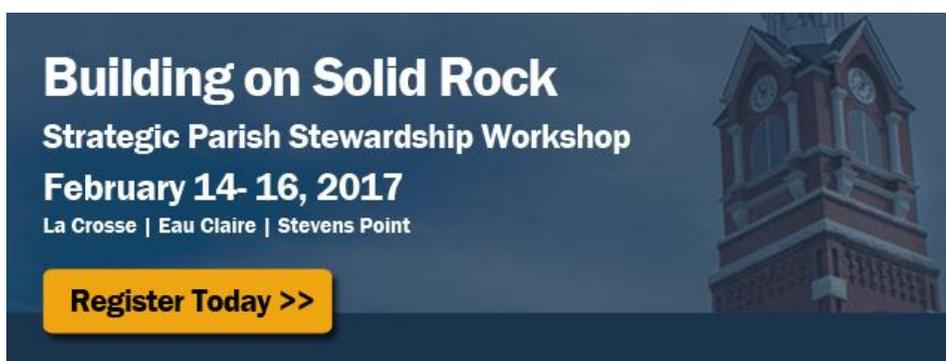 Building on Solid Rock
Strategic Parish Stewardship Workshop
February 14- 16, 2017
La Crosse | Eau Claire | Stevens Point
Register Today >>